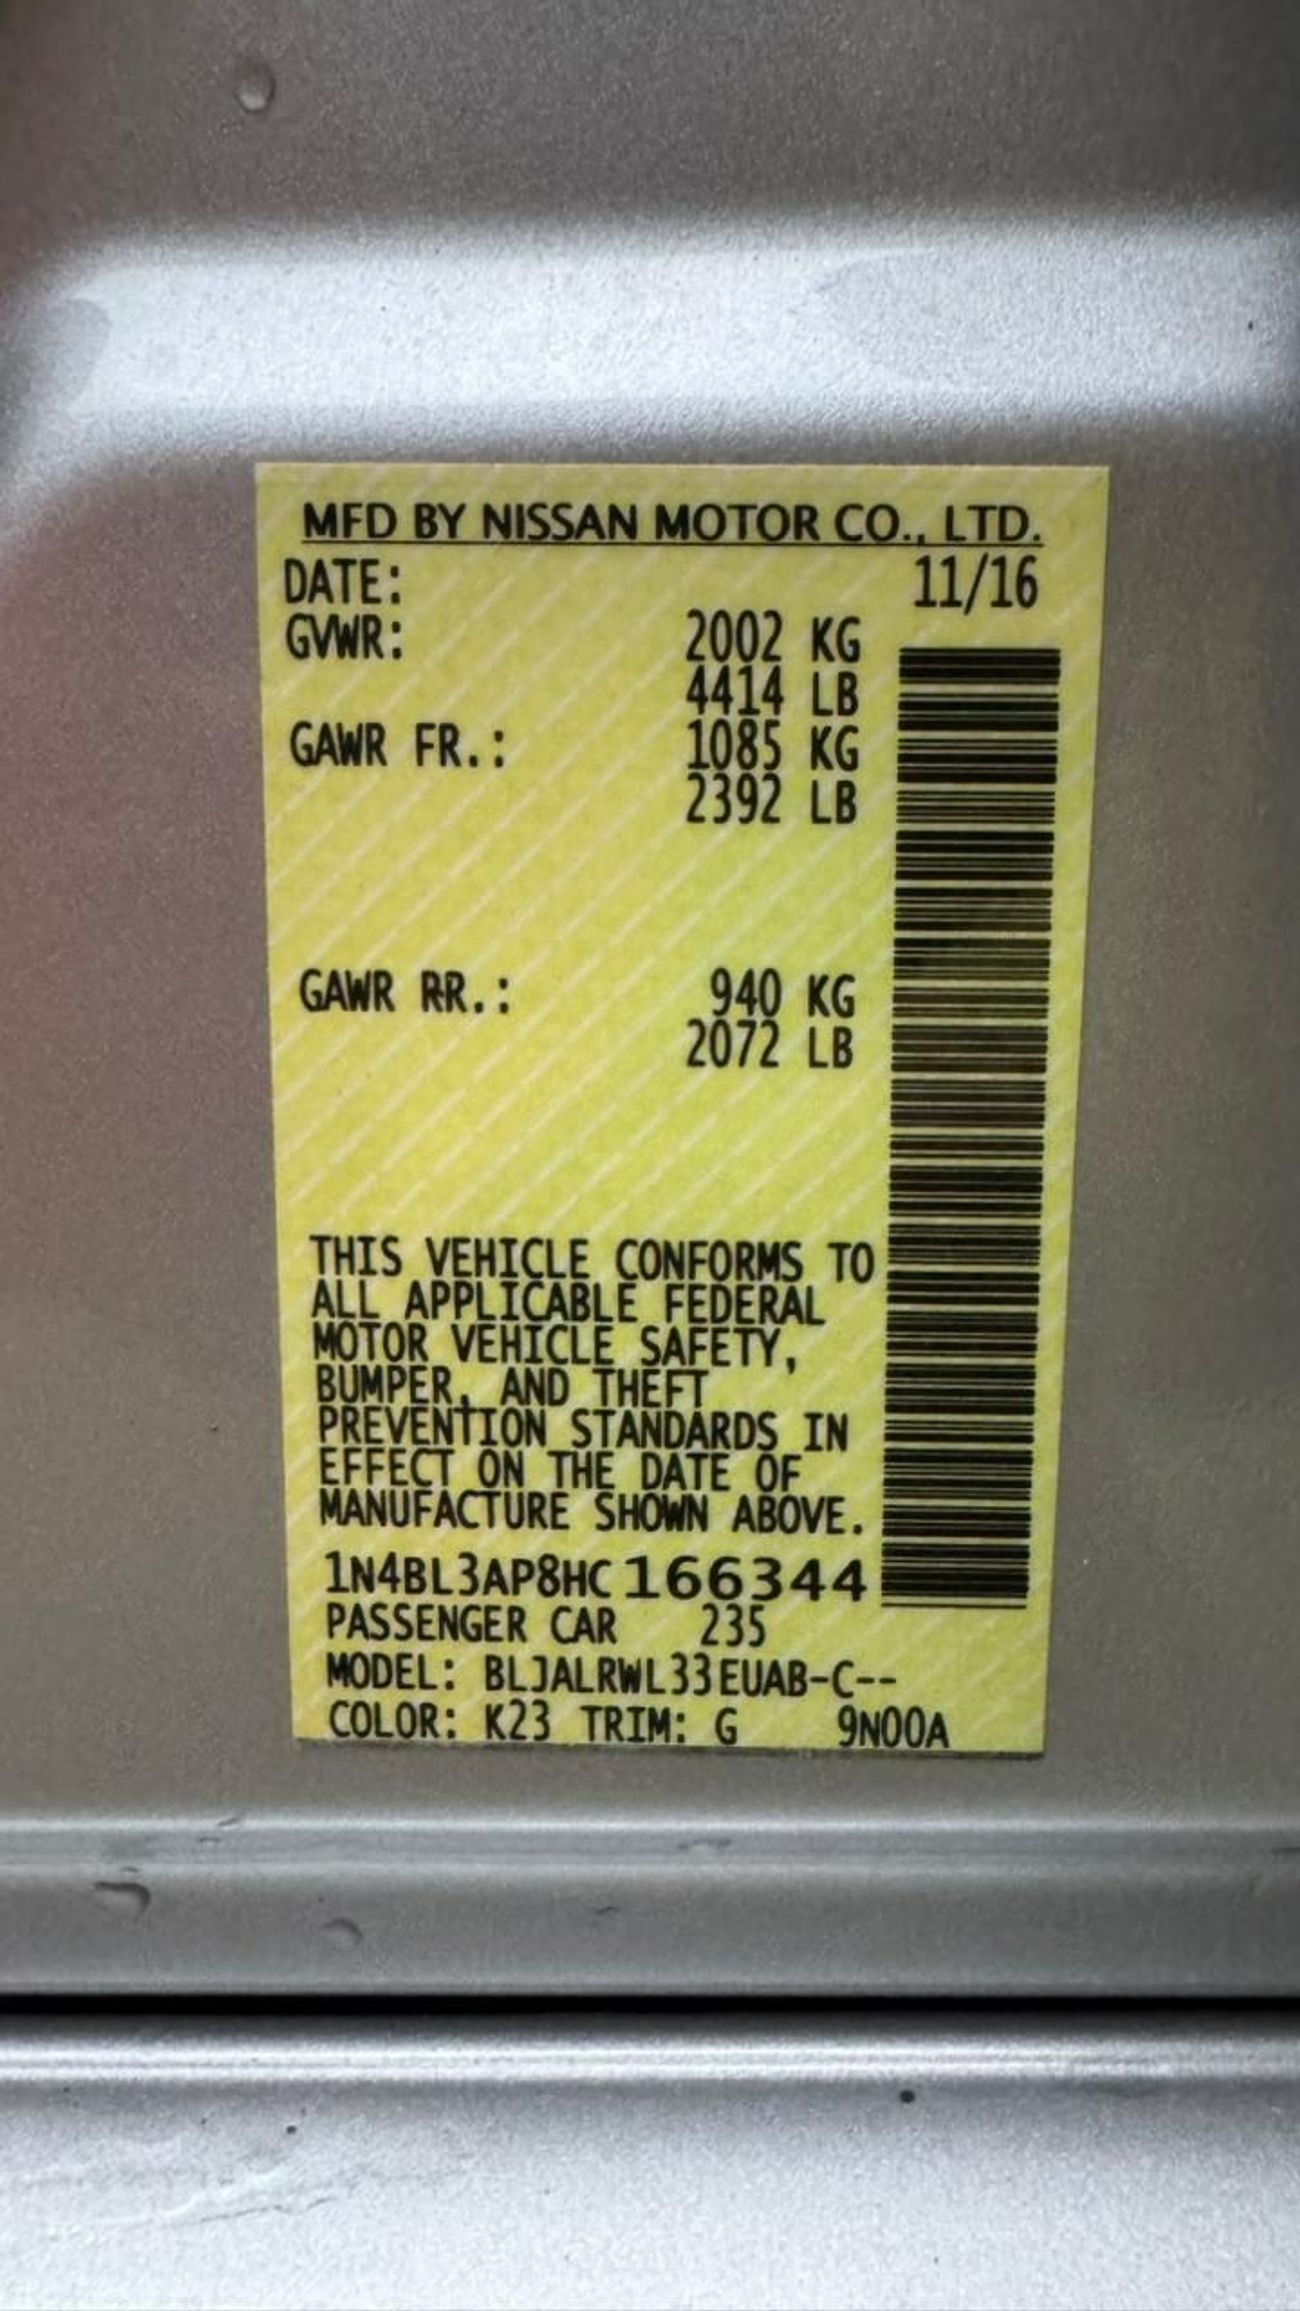 MFD BY NISSAN MOTOR CO., LTD.
DATE: 11/16
GVWR: 2002 KG
4414 LB
GAWR FR.: 1085 KG
2392 LB
GAWR RR.: 940 KG
2072 LB
THIS VEHICLE CONFORMS TO
ALL APPLICABLE FEDERAL
MOTOR VEHICLE SAFETY,
BUMPER, AND THEFT
PREVENTION STANDARDS IN
EFFECT ON THE DATE OF
MANUFACTURE SHOWN ABOVE.
1N4BL3AP8HC166344
PASSENGER CAR 235
MODEL: BLJALRWL33EUAB-C--
COLOR: K23 TRIM: G 9N00A